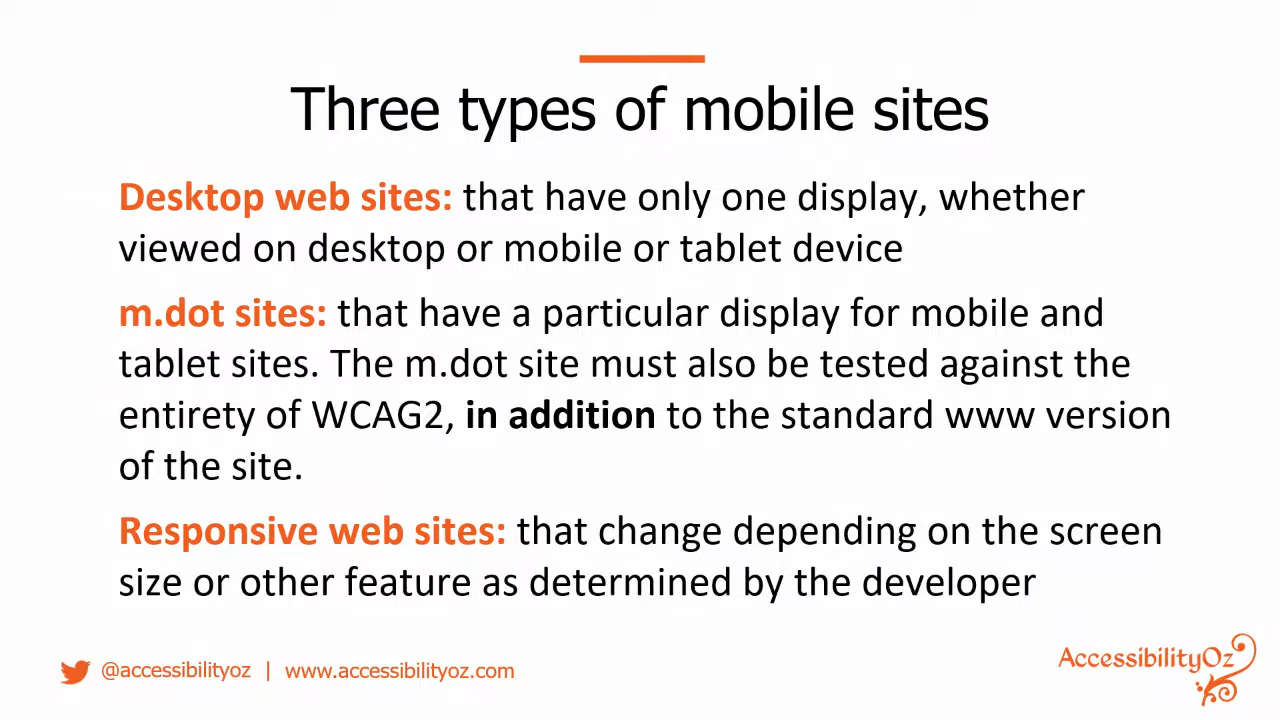 Three types of mobile sites
Desktop web sites: that have only one display, whether
viewed on desktop or mobile or tablet device
m.dot sites: that have a particular display for mobile and
tablet sites. The m.dot site must also be tested against the
entirety of WCAG2, in addition to the standard www version
of the site.
Responsive web sites: that change depending on the screen
size or other feature as determined by the developer
@accessibilityoz | www.accessibilityoz.com
AccessibilityOz